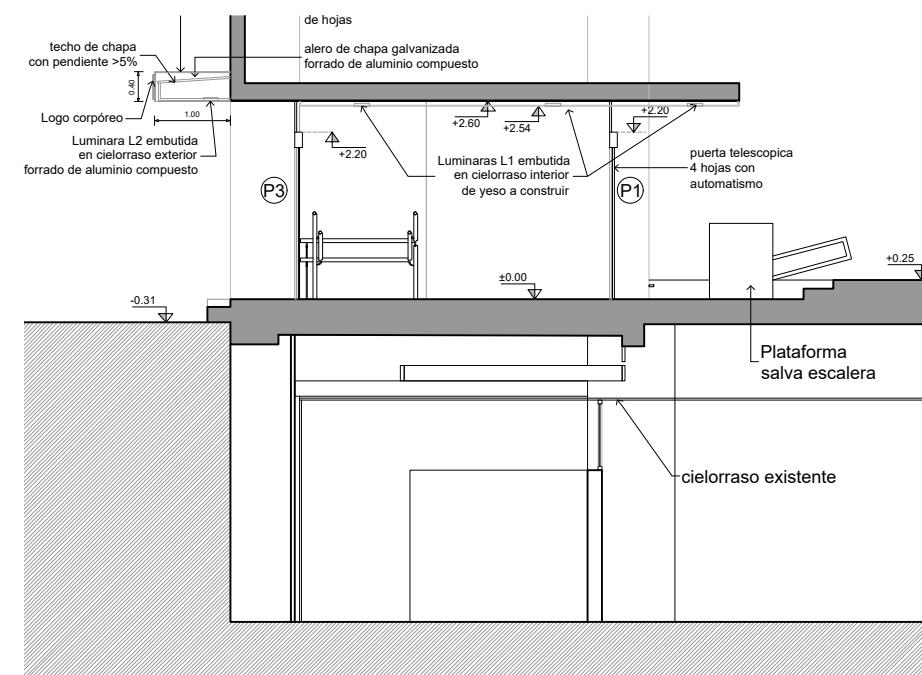 de hojas
techo de chapa
con pendiente >5%
alero de chapa galvanizada
forrado de aluminio compuesto
0.40
1.00
Logo corpóreo
Luminara L2 embutida
en cielorraso exterior
forrado de aluminio compuesto
+2.20
+2.60
+2.54
+2.20
Luminaras L1 embutida
en cielorraso interior
de yeso a construir
puerta telescopica
4 hojas con
automatismo
P3
P1
±0.00
+0.25
-0.31
Plataforma
salva escalera
cielorraso existente